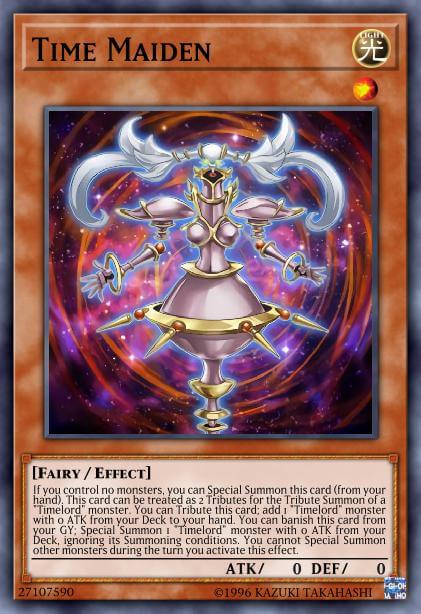 TIME MAIDEN
LIGHT
光
[FAIRY / EFFECT]
If you control no monsters, you can Special Summon this card (from your
hand). This card can be treated as 2 Tributes for the Tribute Summon of a
"Timelord" monster. You can Tribute this card; add 1 "Timelord" monster
with 0 ATK from your Deck to your hand. You can banish this card from
your GY; Special Summon 1 "Timelord" monster with 0 ATK from your
Deck, ignoring its Summoning conditions. You cannot Special Summon
other monsters during the turn you activate this effect.
ATK/ 0 DEF/ 0
27107590
©1996 KAZUKI TAKAHASHI